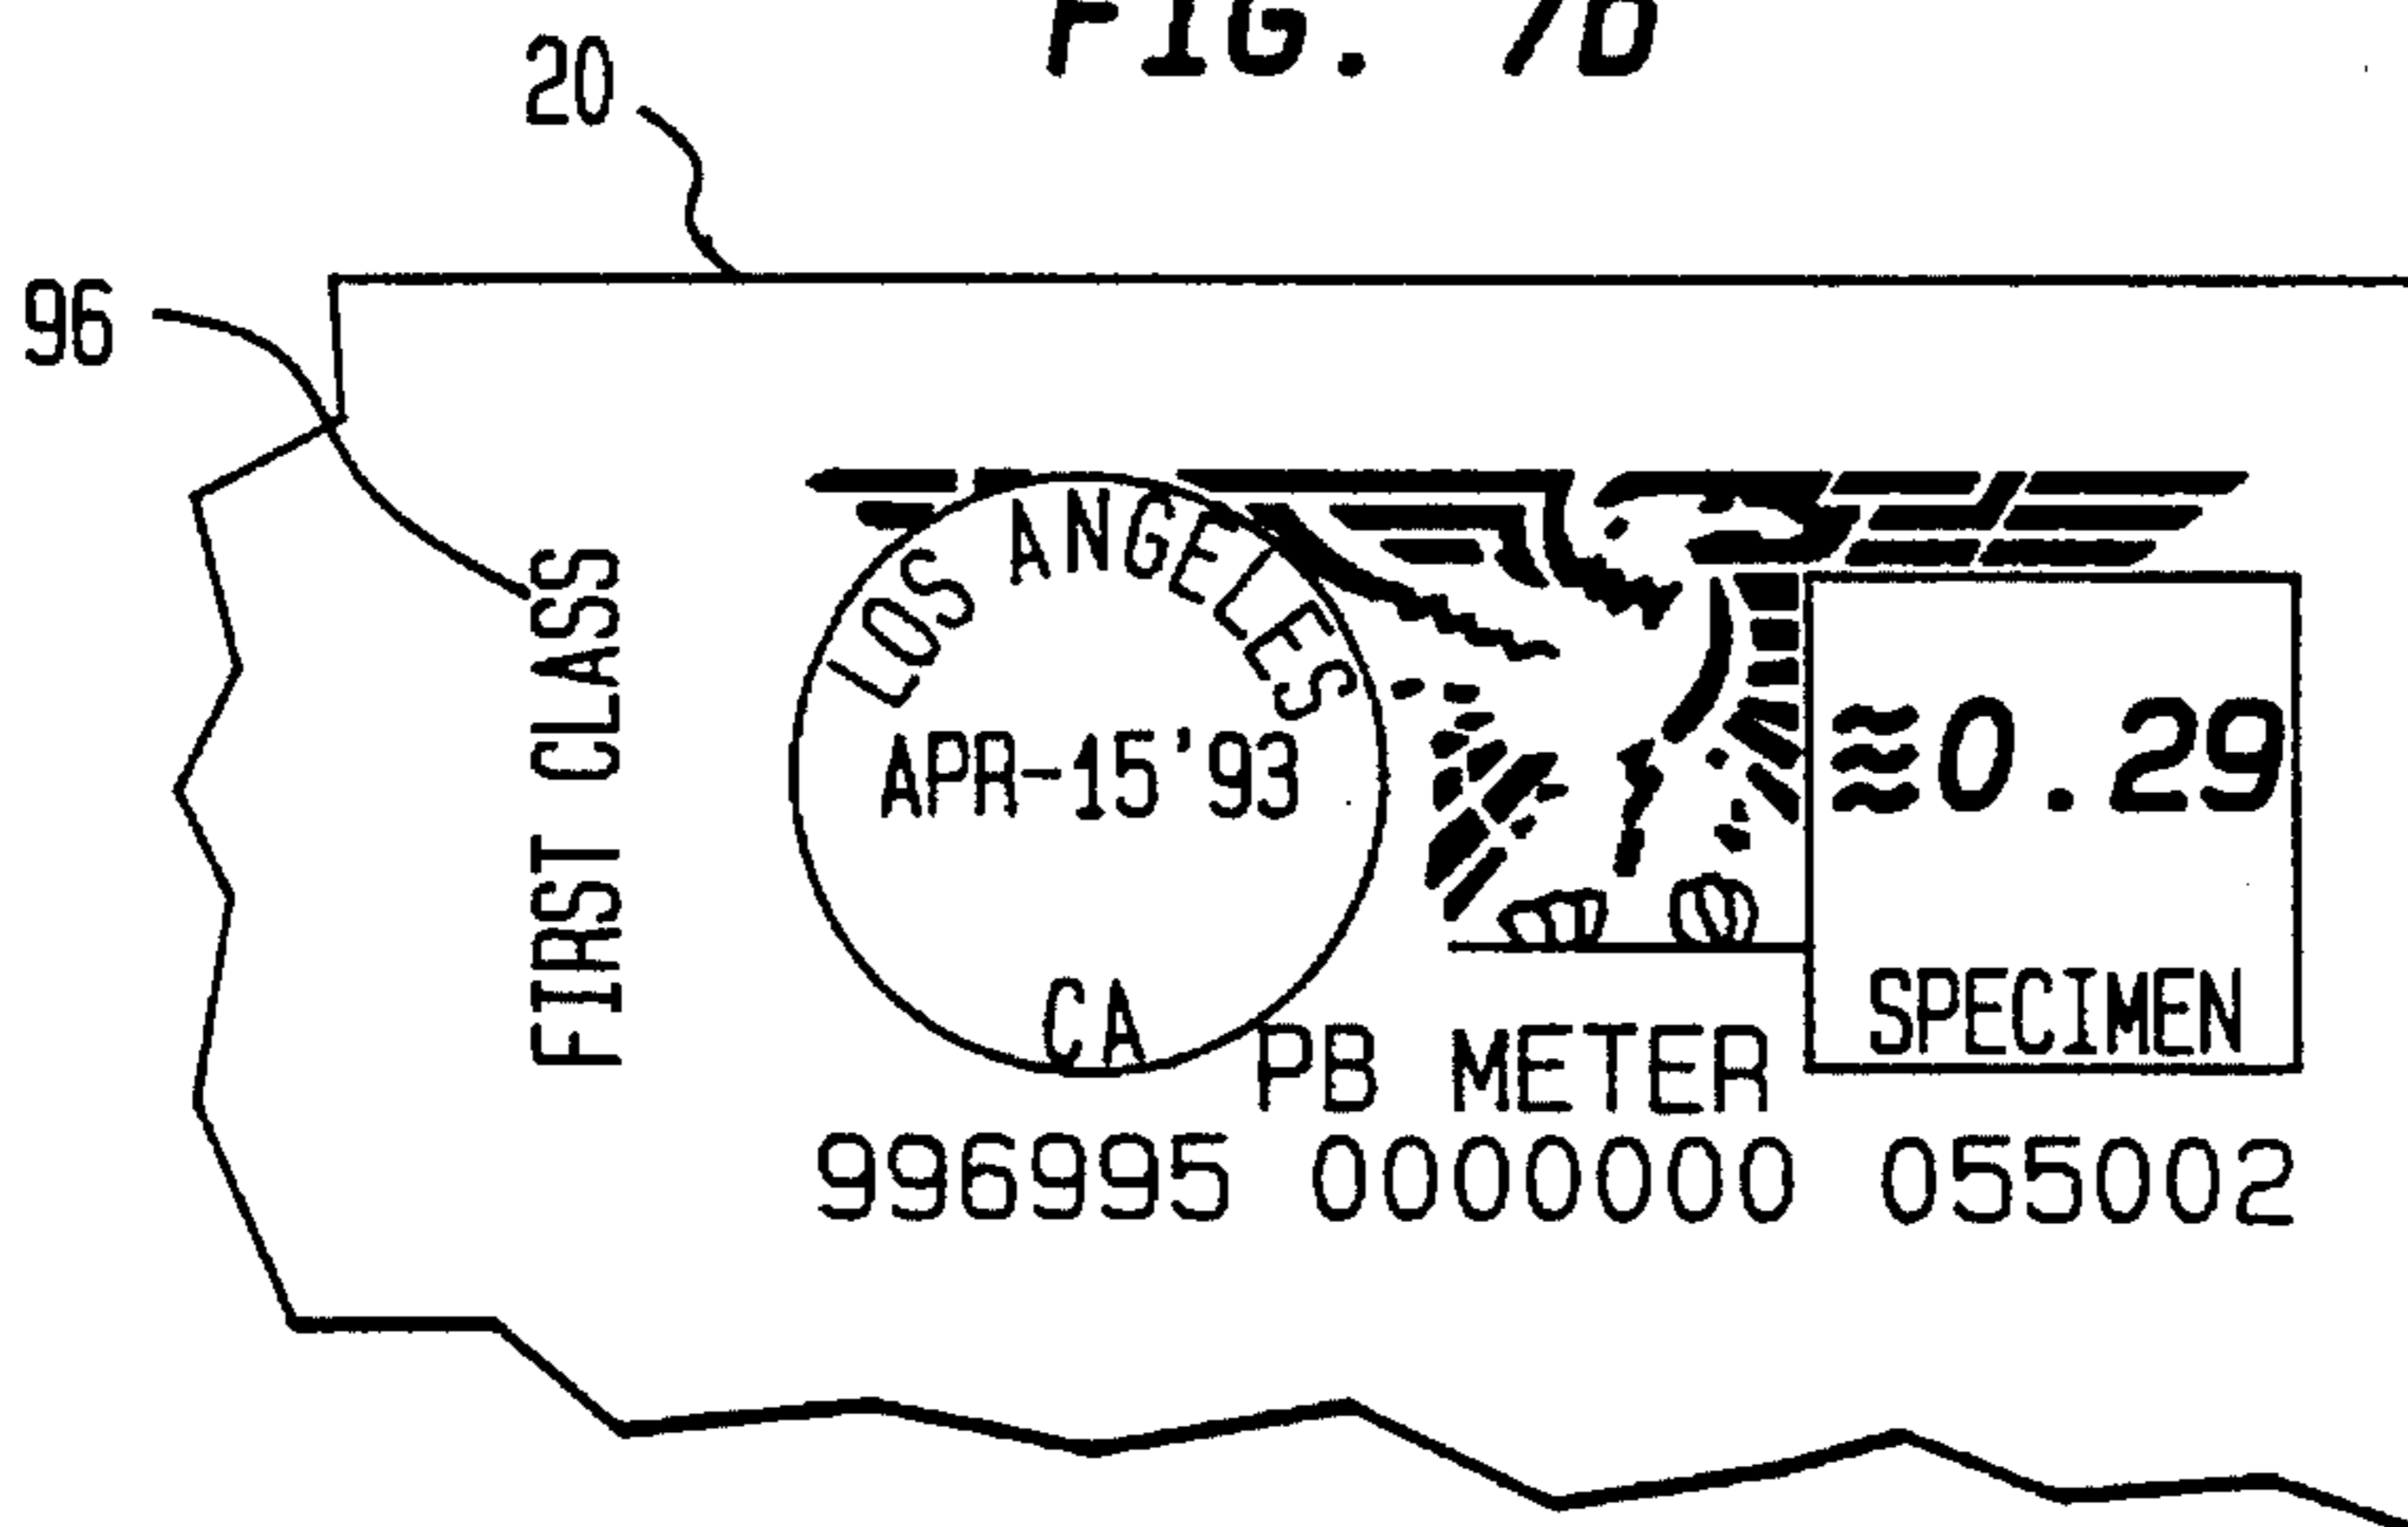 FIG. 7B
20
96
FIRST CLASS
LOS ANGELES
APR-15'93
CA
≋0.29
SPECIMEN
PB METER
996995 0000000 055002